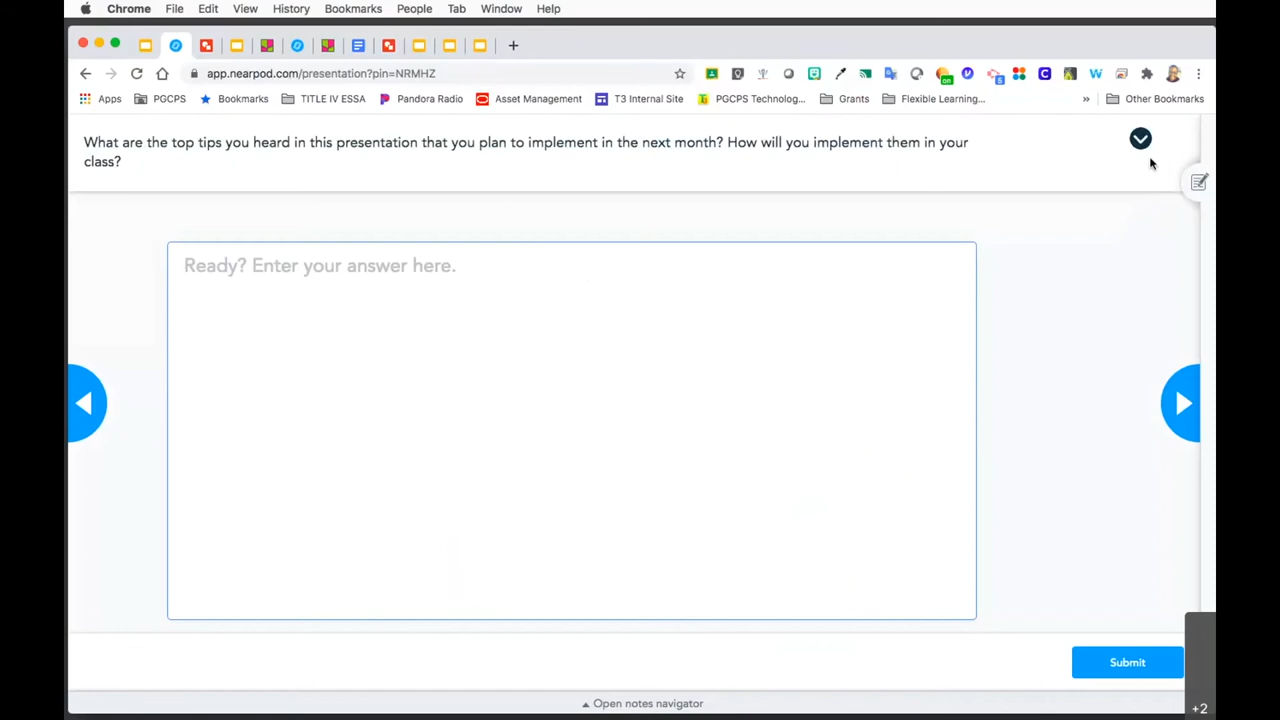 Chrome File Edit View History Bookmarks People Tab Window Help
app.nearpod.com/presentation?pin=NRMHZ
on 5
Apps PGCPS Bookmarks TITLE IV ESSA Pandora Radio Asset Management T3 Internal Site PGCPS Technolog... Grants Flexible Learning... » Other Bookmarks
What are the top tips you heard in this presentation that you plan to implement in the next month? How will you implement them in your
class?
Ready? Enter your answer here.
Submit
Open notes navigator
+2